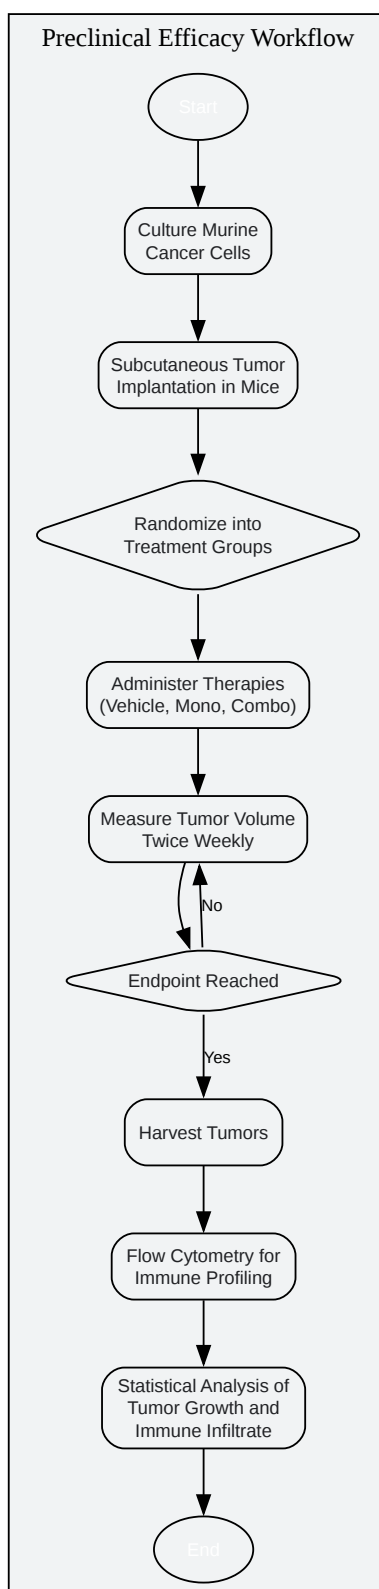 Preclinical Efficacy Workflow
Start
Culture Murine
Cancer Cells
Subcutaneous Tumor
Implantation in Mice
Randomize into
Treatment Groups
Administer Therapies
(Vehicle, Mono, Combo)
Measure Tumor Volume
Twice Weekly
No
Endpoint Reached
Yes
Harvest Tumors
Flow Cytometry for
Immune Profiling
Statistical Analysis of
Tumor Growth and
Immune Infiltrate
End